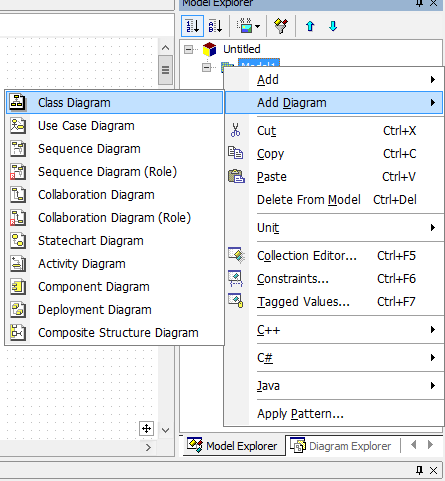 Model Explorer
Untitled
Add
Add Diagram
Cut Ctrl+X
Copy Ctrl+C
Paste Ctrl+V
Delete From Model Ctrl+Del
Unit
Collection Editor... Ctrl+F5
Constraints... Ctrl+F6
Tagged Values... Ctrl+F7
C++
C#
Java
Apply Pattern...
Class Diagram
Use Case Diagram
Sequence Diagram
Sequence Diagram (Role)
Collaboration Diagram
Collaboration Diagram (Role)
Statechart Diagram
Activity Diagram
Component Diagram
Deployment Diagram
Composite Structure Diagram
Model Explorer Diagram Explorer